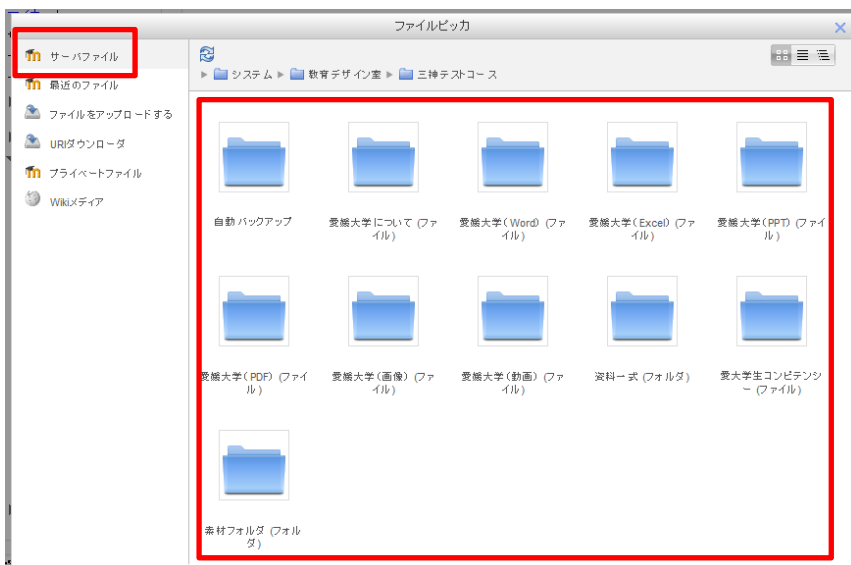 ファイルピッカ
サーバファイル
最近のファイル
ファイルをアップロードする
URLダウンローダ
プライベートファイル
Wikiメディア
システム ▶ 教育デザイン室 ▶ 三神テストコース
自動バックアップ
愛媛大学について (ファ
イル)
愛媛大学(Word) (ファ
イル)
愛媛大学(Excel) (ファ
イル)
愛媛大学(PPT) (ファイ
ル)
愛媛大学(PDF) (ファイ
ル)
愛媛大学(画像) (ファ
イル)
愛媛大学(動画) (ファ
イル)
資料一式 (フォルダ)
愛大学生コンピテンシ
ー (ファイル)
素材フォルダ (フォル
ダ)